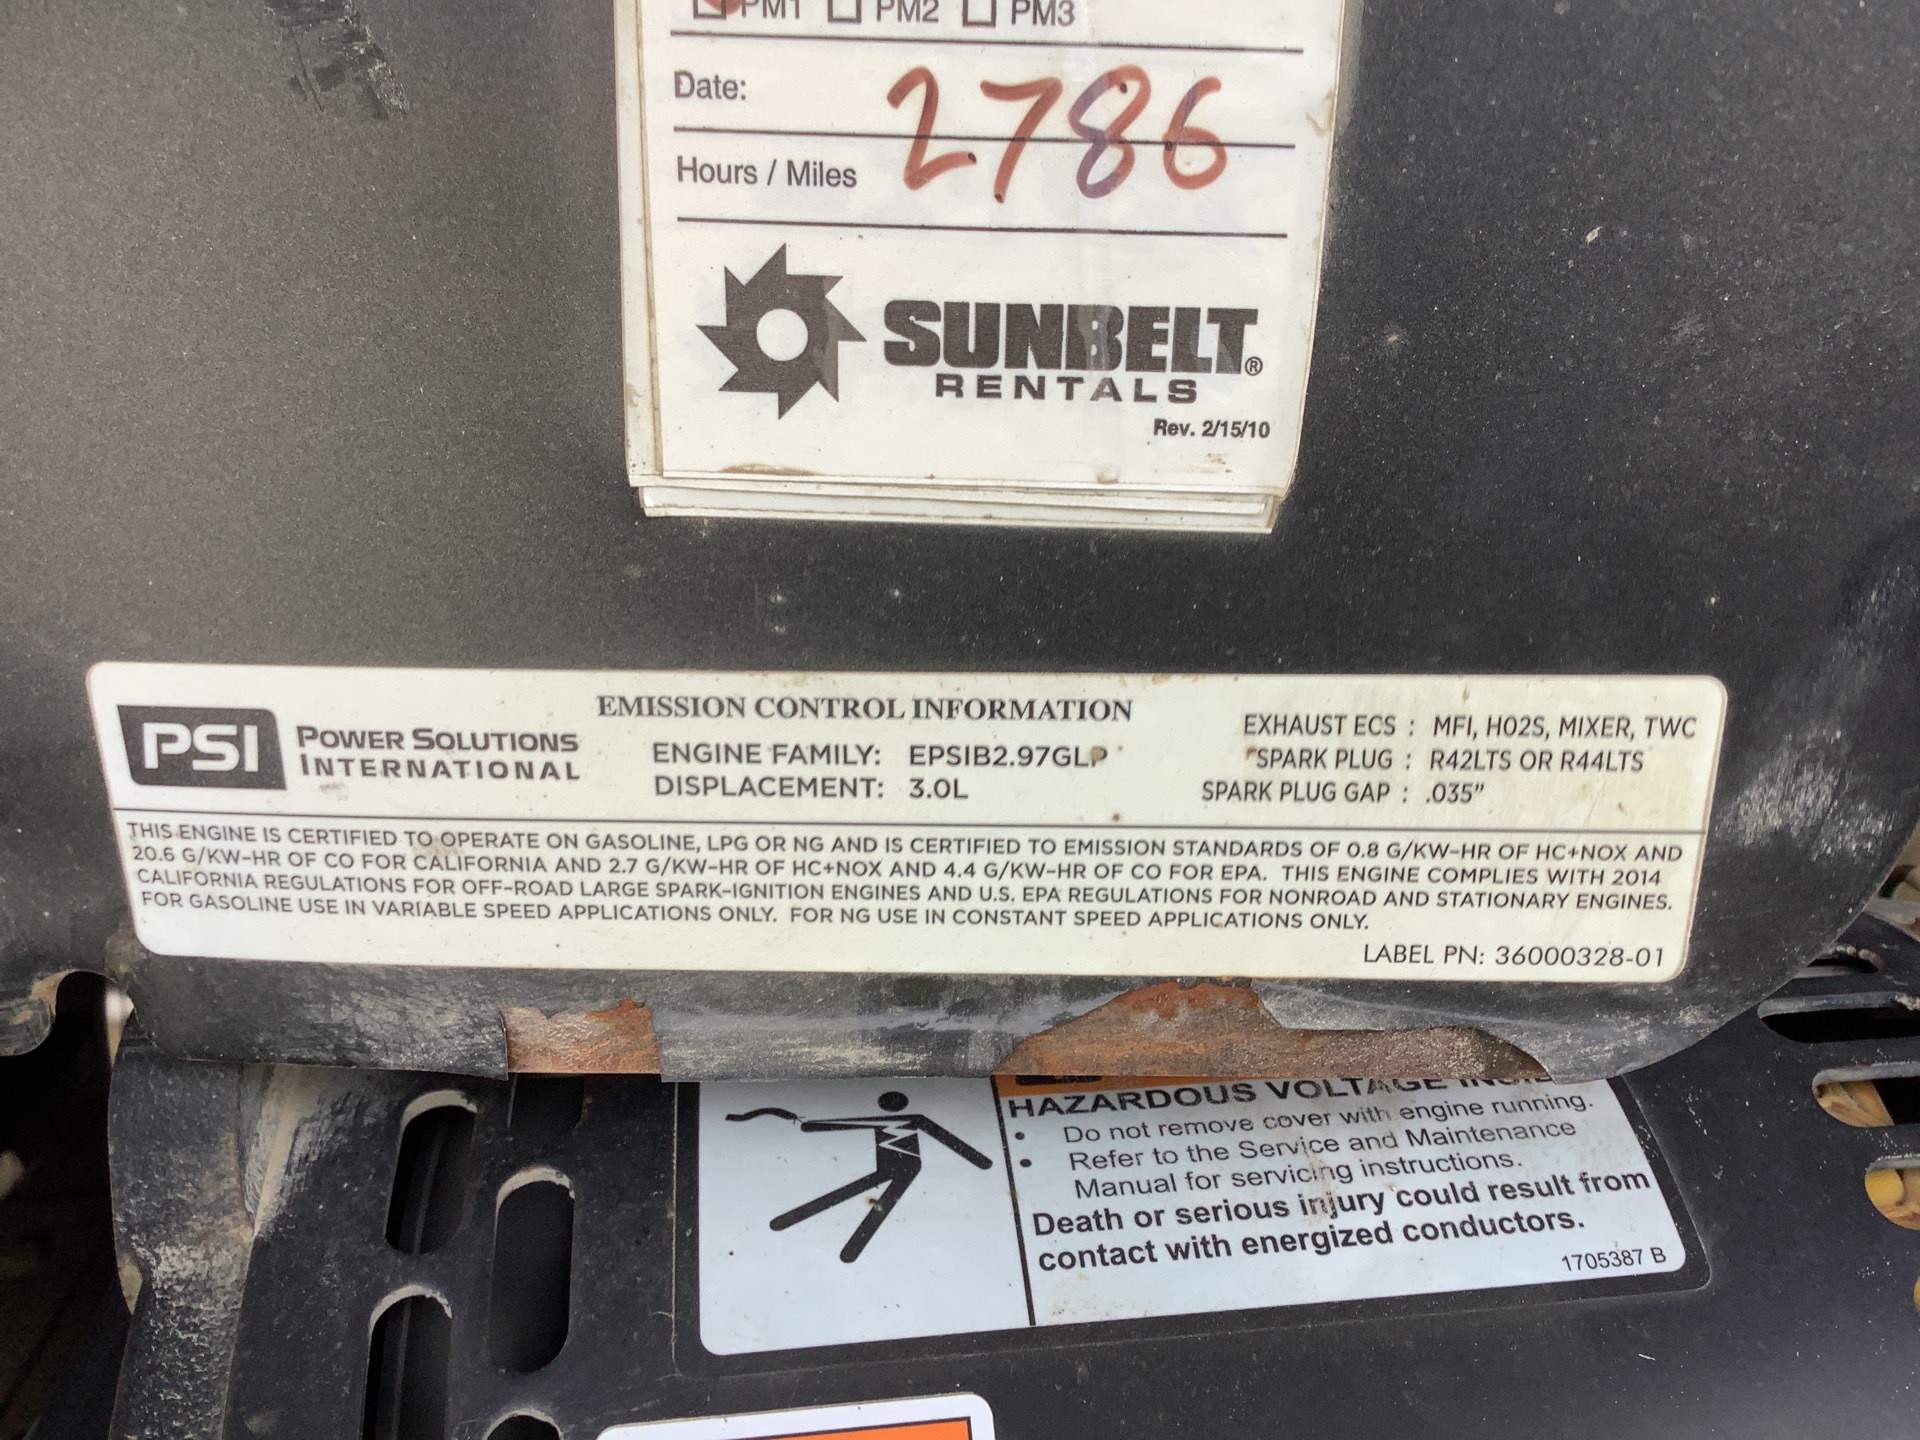 PM1 PM2 PM3
Date:
2786
Hours / Miles
SUNBELT®
RENTALS
Rev. 2/15/10
PSI POWER SOLUTIONS INTERNATIONAL
EMISSION CONTROL INFORMATION
ENGINE FAMILY: EPSIB2.97GLP
DISPLACEMENT: 3.0L
EXHAUST ECS : MFI, HO2S, MIXER, TWC
SPARK PLUG : R42LTS OR R44LTS
SPARK PLUG GAP : .035”
THIS ENGINE IS CERTIFIED TO OPERATE ON GASOLINE, LPG OR NG AND IS CERTIFIED TO EMISSION STANDARDS OF 0.8 G/KW-HR OF HC+NOX AND
20.6 G/KW-HR OF CO FOR CALIFORNIA AND 2.7 G/KW-HR OF HC+NOX AND 4.4 G/KW-HR OF CO FOR EPA. THIS ENGINE COMPLIES WITH 2014
CALIFORNIA REGULATIONS FOR OFF-ROAD LARGE SPARK-IGNITION ENGINES AND U.S. EPA REGULATIONS FOR NONROAD AND STATIONARY ENGINES.
FOR GASOLINE USE IN VARIABLE SPEED APPLICATIONS ONLY. FOR NG USE IN CONSTANT SPEED APPLICATIONS ONLY.
LABEL PN: 36000328-01
HAZARDOUS VOLTAGE
• Do not remove cover with engine running.
• Refer to the Service and Maintenance
Manual for servicing instructions.
Death or serious injury could result from
contact with energized conductors.
1705387 B